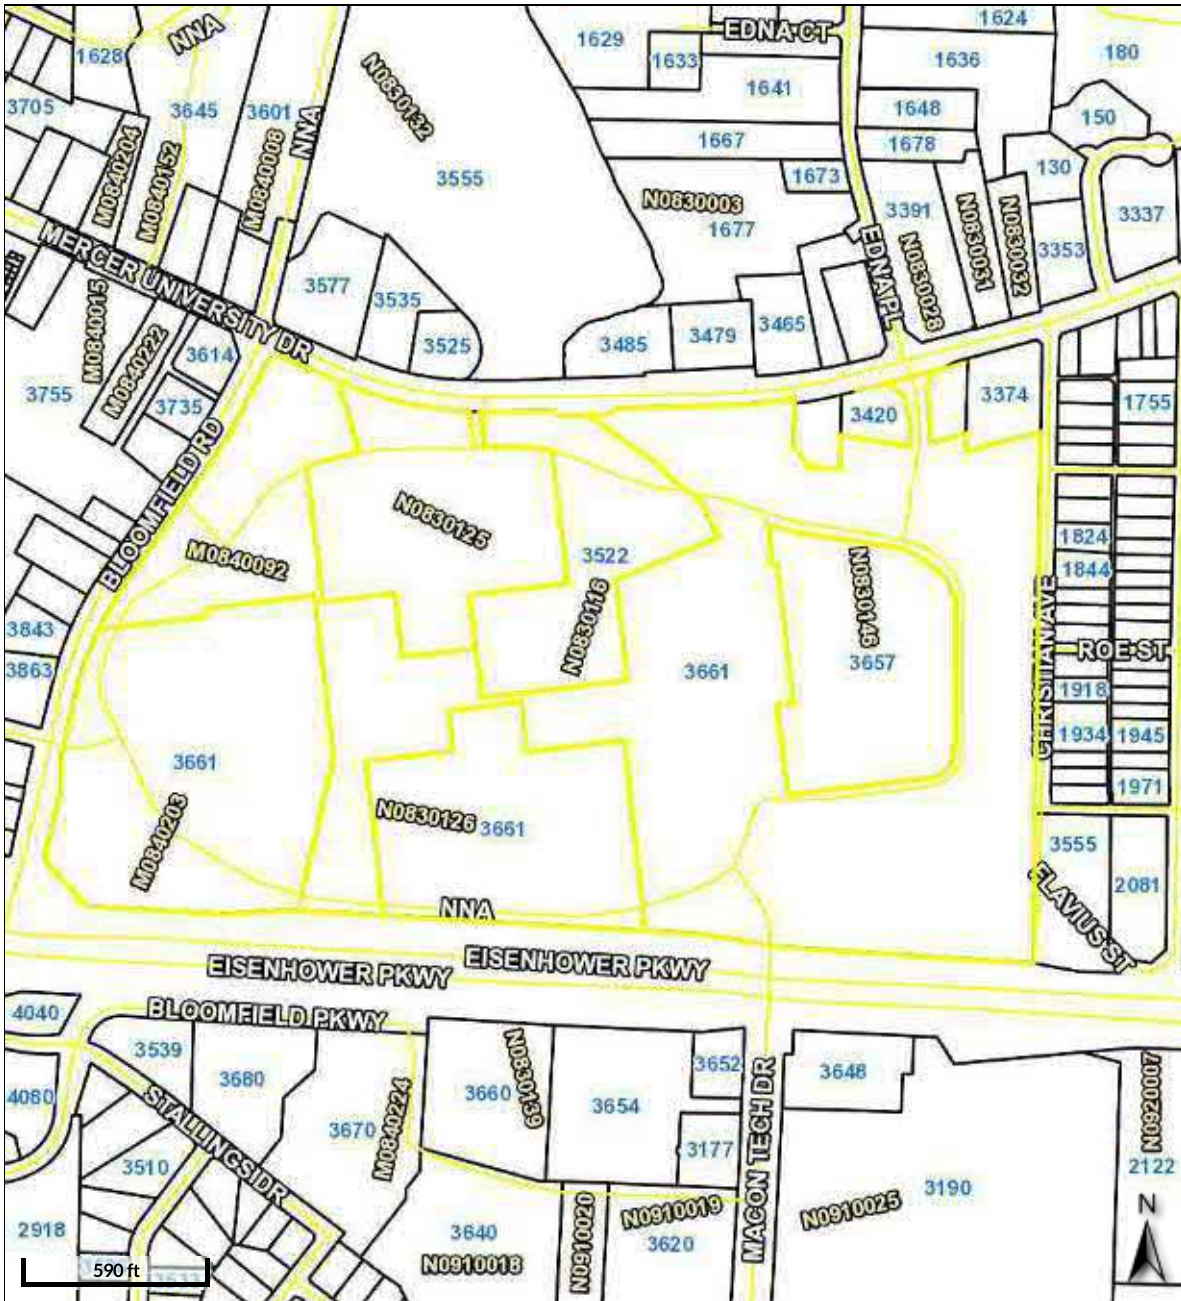 1624
NNA
1629
EDNA CT
1628
1633
1636
180
N0830132
1641
3705
3645
3601
NNA
1648
150
M0840204
1667
1678
M0840152
M0840008
3555
1673
130
N0830003
3391
N0830031
N0830032
3337
1677
3353
MERCER UNIVERSITY DR
EDNA PL
N0830028
3577
3535
M0840015
3465
3614
3525
3485
3479
M0840222
3755
3735
3420
3374
1755
BLOOMFIELD RD
N0830125
1824
M0840092
3522
1844
N0830116
N0830146
3843
CHRISTIAN AVE
ROE ST
3863
3661
3657
1918
1934
1945
3661
1971
M0840203
N0830126
3661
3555
2081
NNA
FLAVIUS ST
EISENHOWER PKWY
EISENHOWER PKWY
4040
BLOOMFIELD PKWY
3539
3652
3648
3680
3660
N0830139
4080
3654
STALLINGS DR
3670
M0840224
MACON TECH DR
N0920007
3177
3510
2122
3190
N0910019
N0910025
N
2918
3640
N0910020
3620
N0910018
590 ft